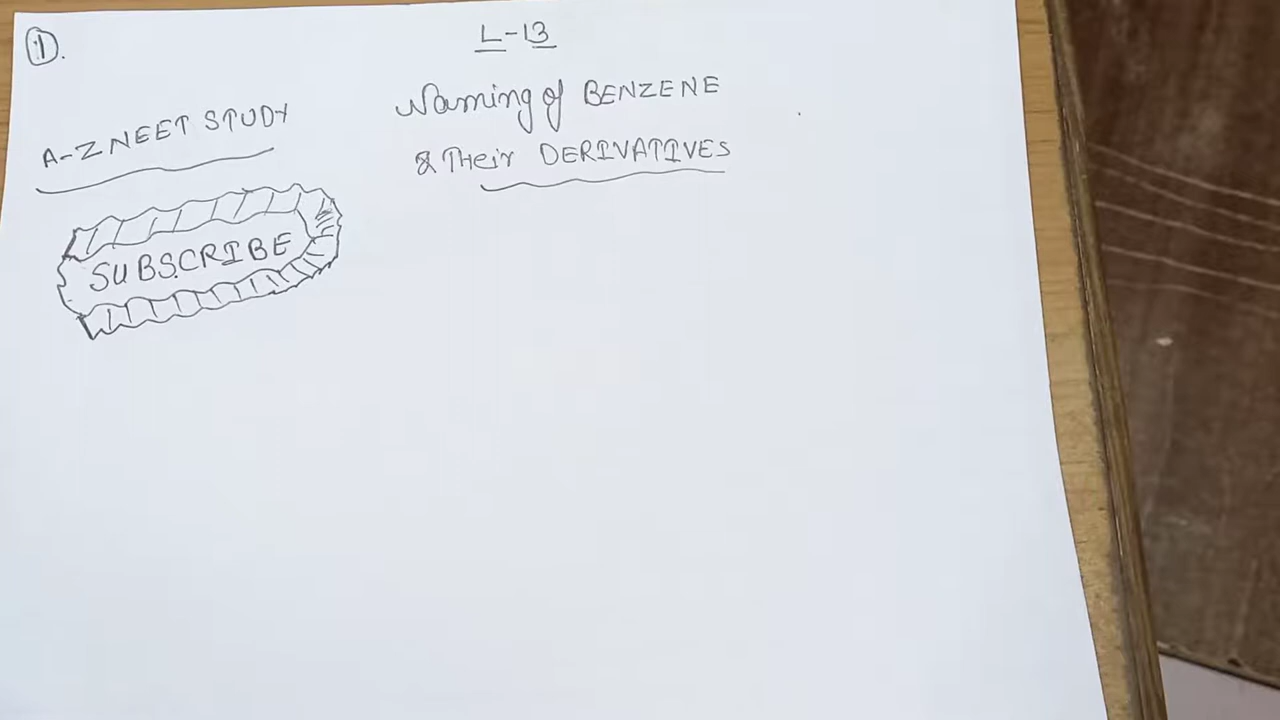 ①.
L-13
Naming of BENZENE
& Their DERIVATIVES
A-Z NEET STUDY
SUBSCRIBE